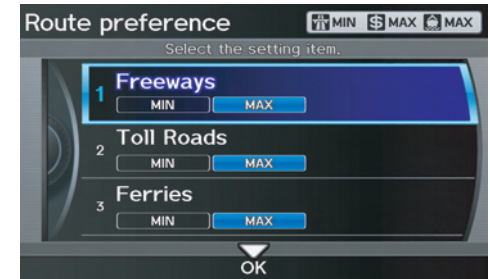 Route preference MIN $ MAX MAX
Select the setting item.
1 Freeways
MIN MAX
2 Toll Roads
MIN MAX
3 Ferries
MIN MAX
OK